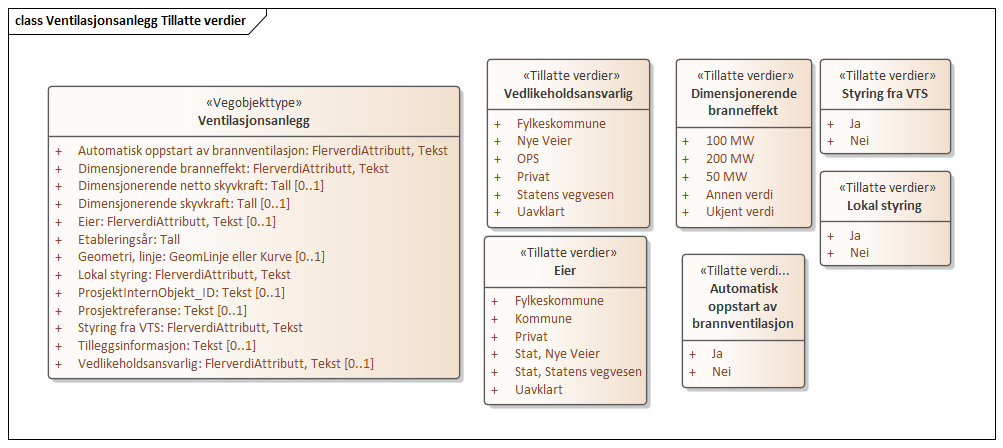 class Ventilasjonsanlegg Tillatte verdier
«Vegobjekttype»
Ventilasjonsanlegg
+ Automatisk oppstart av brannventilasjon: FlerverdiAttributt, Tekst
+ Dimensjonerende branneffekt: FlerverdiAttributt, Tekst
+ Dimensjonerende netto skyvkraft: Tall [0..1]
+ Dimensjonerende skyvkraft: Tall [0..1]
+ Eier: FlerverdiAttributt, Tekst [0..1]
+ Etableringsår: Tall
+ Geometri, linje: GeomLinje eller Kurve [0..1]
+ Lokal styring: FlerverdiAttributt, Tekst
+ ProsjektInternObjekt_ID: Tekst [0..1]
+ Prosjektreferanse: Tekst [0..1]
+ Styring fra VTS: FlerverdiAttributt, Tekst
+ Tilleggsinformasjon: Tekst [0..1]
+ Vedlikeholdsansvarlig: FlerverdiAttributt, Tekst [0..1]
«Tillatte verdier»
Vedlikeholdsansvarlig
+ Fylkeskommune
+ Nye Veier
+ OPS
+ Privat
+ Statens vegvesen
+ Uavklart
«Tillatte verdier»
Eier
+ Fylkeskommune
+ Kommune
+ Privat
+ Stat, Nye Veier
+ Stat, Statens vegvesen
+ Uavklart
«Tillatte verdier»
Dimensjonerende
branneffekt
+ 100 MW
+ 200 MW
+ 50 MW
+ Annen verdi
+ Ukjent verdi
«Tillatte verdi...
Automatisk
oppstart av
brannventilasjon
+ Ja
+ Nei
«Tillatte verdier»
Styring fra VTS
+ Ja
+ Nei
«Tillatte verdier»
Lokal styring
+ Ja
+ Nei